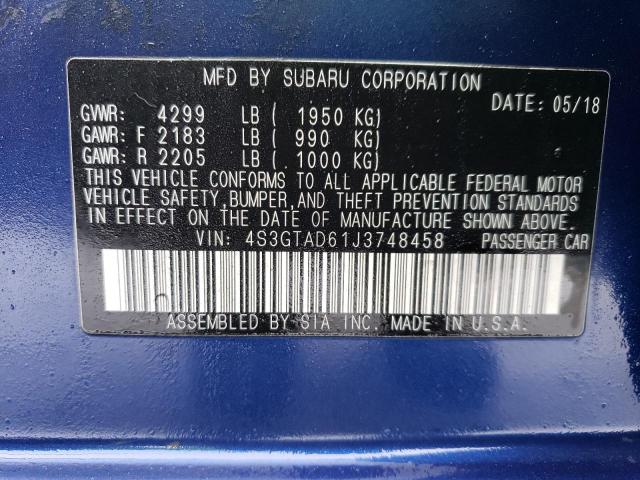 MFD BY SUBARU CORPORATION
DATE: 05/18
GVWR: 4299 LB ( 1950 KG)
GAWR: F 2183 LB ( 990 KG)
GAWR: R 2205 LB ( 1000 KG)
THIS VEHICLE CONFORMS TO ALL APPLICABLE FEDERAL MOTOR
VEHICLE SAFETY, BUMPER, AND THEFT PREVENTION STANDARDS
IN EFFECT ON THE DATE OF MANUFACTURE SHOWN ABOVE.
VIN: 4S3GTAD61J3748458 PASSENGER CAR
ASSEMBLED BY SIA INC. MADE IN U.S.A.